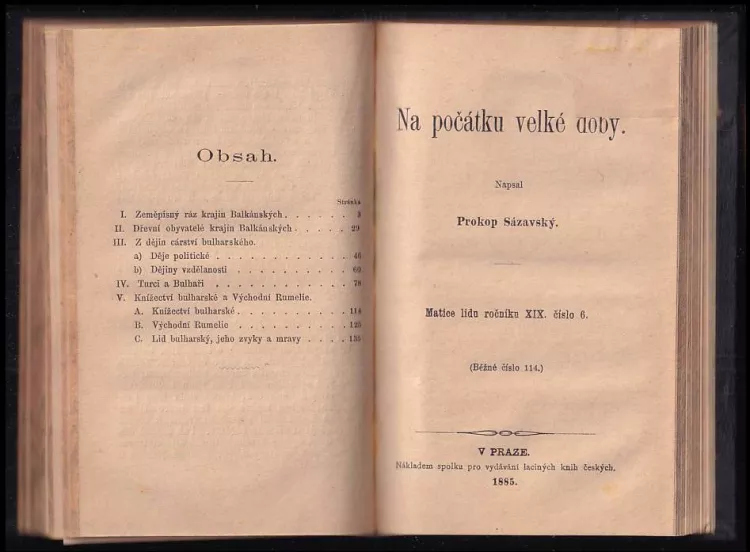 Obsah.
Stránka
I. Zeměpisný ráz krajin Balkánských . . . . . . 3
II. Dřevní obyvatelé krajin Balkánských . . . . . 29
III. Z dějin cárství bulharského.
a) Děje politické . . . . . . . . . . . . 46
b) Dějiny vzdělanosti . . . . . . . . . . 60
IV. Turci a Bulhaři . . . . . . . . . . . . 78
V. Knížectví bulharské a Východní Rumelie.
A. Knížectví bulharské . . . . . . . . . 114
B. Východní Rumelie . . . . . . . . . . 125
C. Lid bulharský, jeho zvyky a mravy . . . . 135
Na počátku velké doby.
Napsal
Prokop Sázavský.
Matice lidu ročníku XIX. číslo 6.
(Běžné číslo 114.)
V PRAZE.
Nákladem spolku pro vydávání laciných knih českých.
1885.